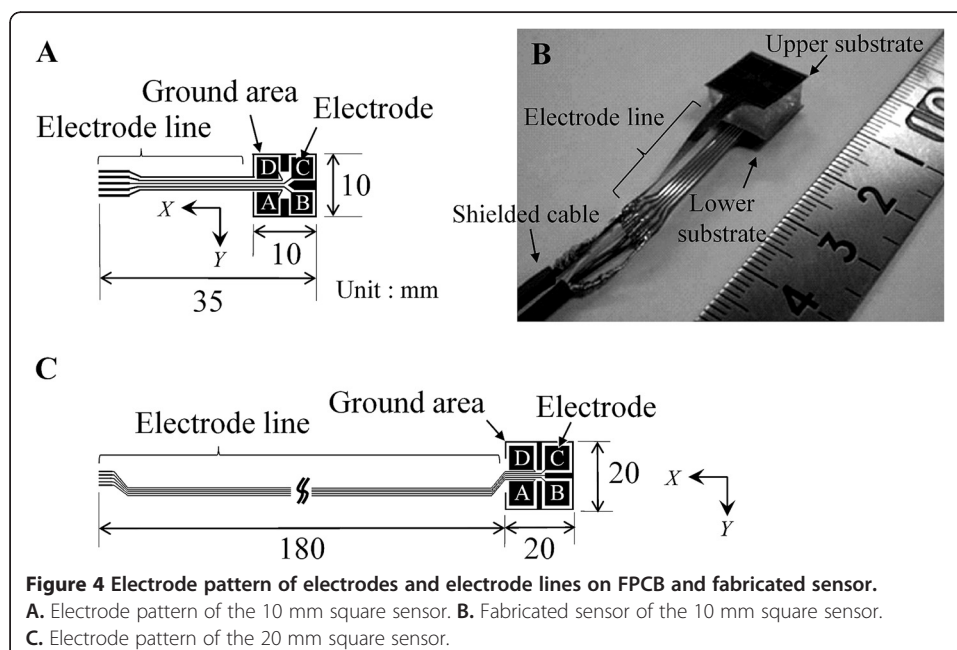 A
Ground area
Electrode
Electrode line
D
C
A
B
10
X
Y
10
35
Unit : mm
B
Upper substrate
Electrode line
Shielded cable
Lower
substrate
1
2
3
4
10
C
Ground area
Electrode
Electrode line
D
C
A
B
20
X
Y
180
20
Figure 4 Electrode pattern of electrodes and electrode lines on FPCB and fabricated sensor.
A. Electrode pattern of the 10 mm square sensor. B. Fabricated sensor of the 10 mm square sensor.
C. Electrode pattern of the 20 mm square sensor.